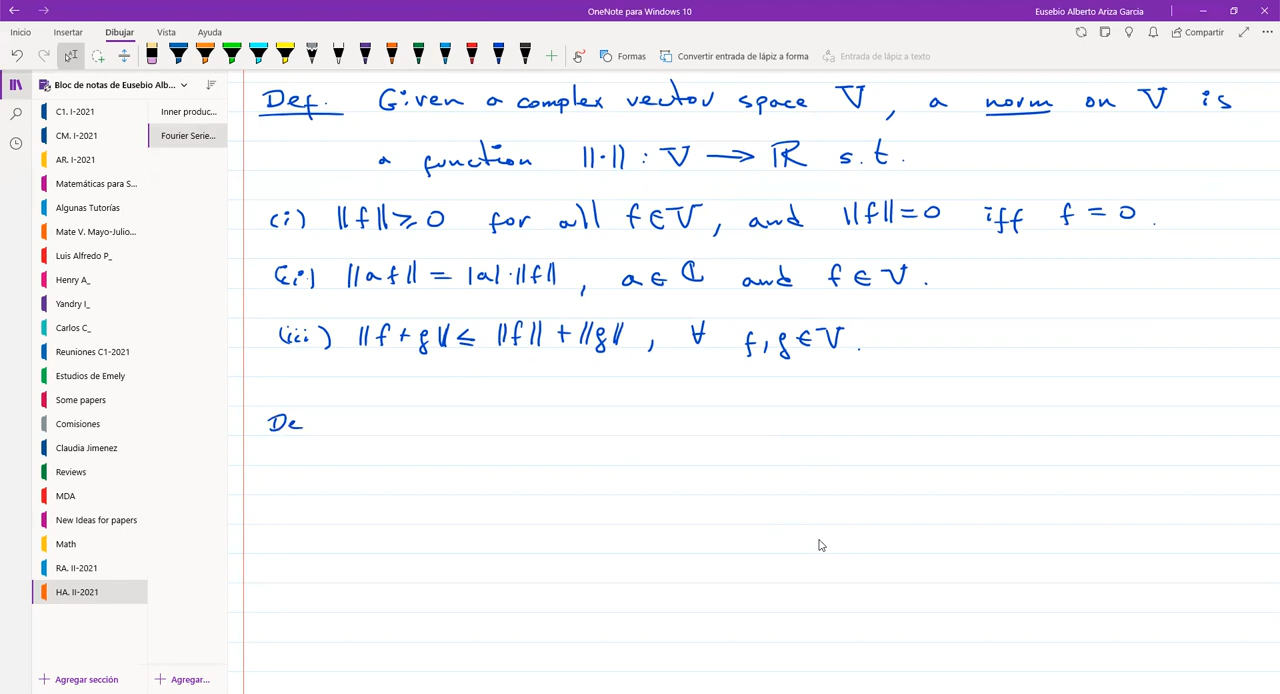 OneNote para Windows 10
Eusebio Alberto Ariza Garcia
Inicio
Insertar
Dibujar
Vista
Ayuda
Compartir
Formas
Convertir entrada de lápiz a forma
Entrada de lápiz a texto
Bloc de notas de Eusebio Alb...
C1. I-2021
CM. I-2021
AR. I-2021
Matemáticas para S...
Algunas Tutorías
Mate V. Mayo-Julio...
Luis Alfredo P_
Henry A_
Yandry I_
Carlos C_
Reuniones C1-2021
Estudios de Emely
Some papers
Comisiones
Claudia Jimenez
Reviews
MDA
New Ideas for papers
Math
RA. II-2021
HA. II-2021
Agregar sección
Inner produc...
Fourier Serie...
Agregar...
Def. Given a complex vector space V, a norm on V is
a function ||·|| : V → ℝ s.t.
(i) ||f|| ≥ 0 for all f ∈ V, and ||f|| = 0 iff f = 0.
(ii) ||af|| = |a|·||f||, a ∈ ℂ and f ∈ V.
(iii) ||f + g|| ≤ ||f|| + ||g||, ∀ f, g ∈ V.
De